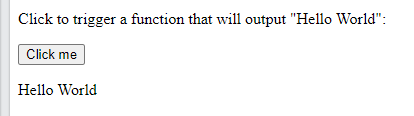 Click to trigger a function that will output "Hello World":
Click me
Hello World